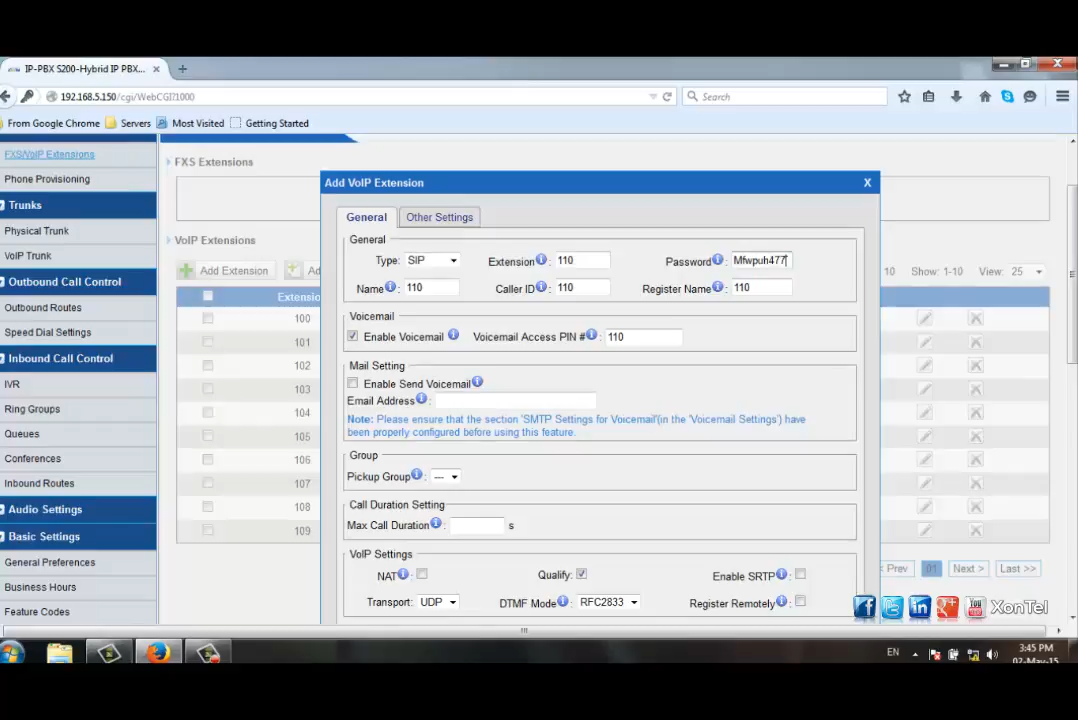 IP-PBX S200-Hybrid IP PBX...
192.168.5.150/cgi/WebCGI?1000
Search
From Google Chrome Servers Most Visited Getting Started
FXS/VoIP Extensions
Phone Provisioning
Trunks
Physical Trunk
VoIP Trunk
Outbound Call Control
Outbound Routes
Speed Dial Settings
Inbound Call Control
IVR
Ring Groups
Queues
Conferences
Inbound Routes
Audio Settings
Basic Settings
General Preferences
Business Hours
Feature Codes
FXS Extensions
VoIP Extensions
Add Extension Ad
10 Show: 1-10 View: 25
Extensio
100
101
102
103
104
105
106
107
108
109
Prev 01 Next > Last >>
Add VoIP Extension X
General Other Settings
General
Type: SIP Extension : 110 Password : Mfwpuh477
Name : 110 Caller ID : 110 Register Name : 110
Voicemail
Enable Voicemail Voicemail Access PIN # : 110
Mail Setting
Enable Send Voicemail
Email Address :
Note: Please ensure that the section 'SMTP Settings for Voicemail'(in the 'Voicemail Settings') have
been properly configured before using this feature.
Group
Pickup Group : ---
Call Duration Setting
Max Call Duration : s
VoIP Settings
NAT : Qualify: Enable SRTP :
Transport: UDP DTMF Mode : RFC2833 Register Remotely :
XonTel
EN
3:45 PM
02-May-15